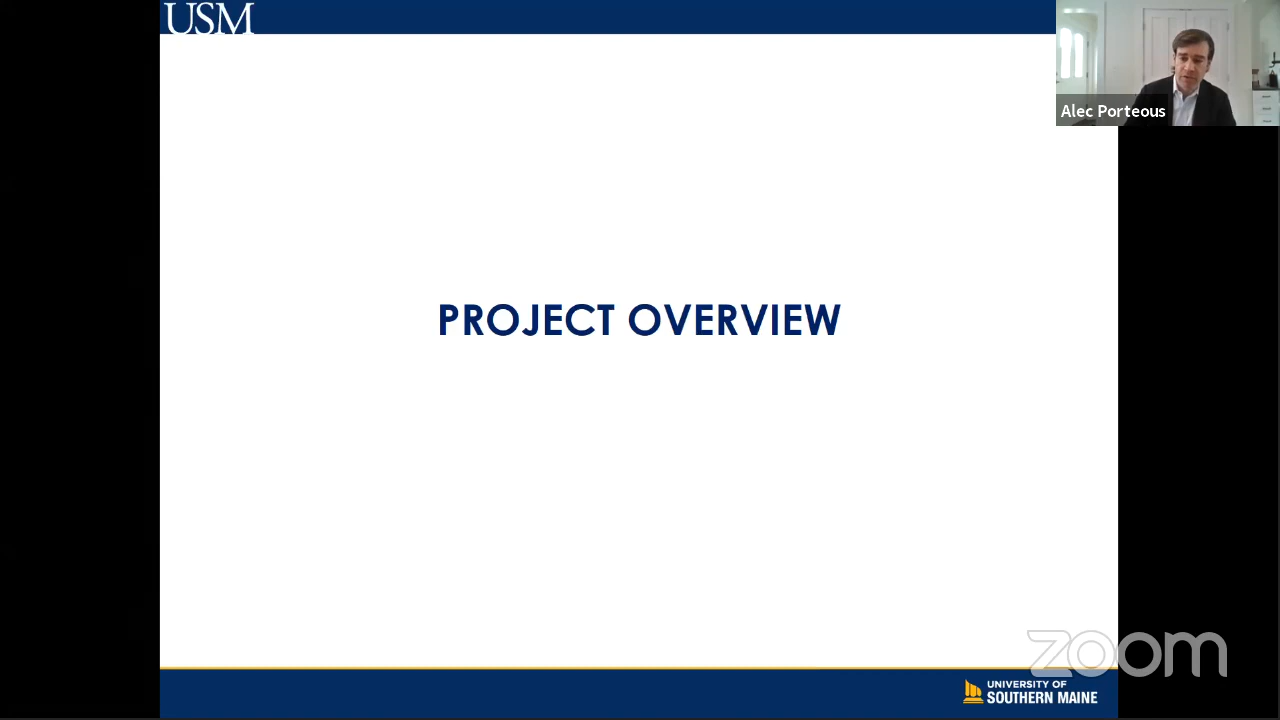 USM
Alec Porteous
PROJECT OVERVIEW
zoom
UNIVERSITY OF
SOUTHERN MAINE